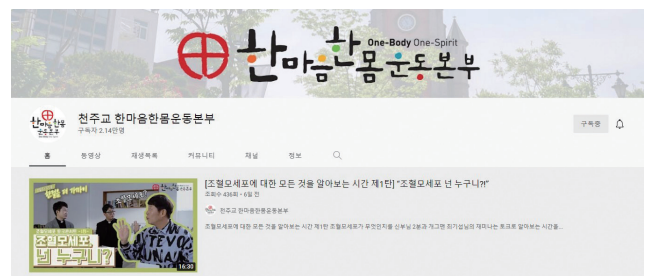 한마음한몸운동본부
One-Body One-Spirit
천주교 한마음한몸운동본부
구독자 2.14만명
구독중
홈 동영상 재생목록 커뮤니티 채널 정보
[조혈모세포에 대한 모든 것을 알아보는 시간 제1탄] "조혈모세포 넌 누구니?!"
조회수 436회 • 6일 전
천주교 한마음한몸운동본부
조혈모세포에 대한 모든 것을 알아보는 시간 제1탄 조혈모세포가 무엇인지를 신부님 2분과 개그맨 최기섭님의 재미나는 토크로 알아보는 시간을...
조혈모세포,
넌 누구니?
16:30